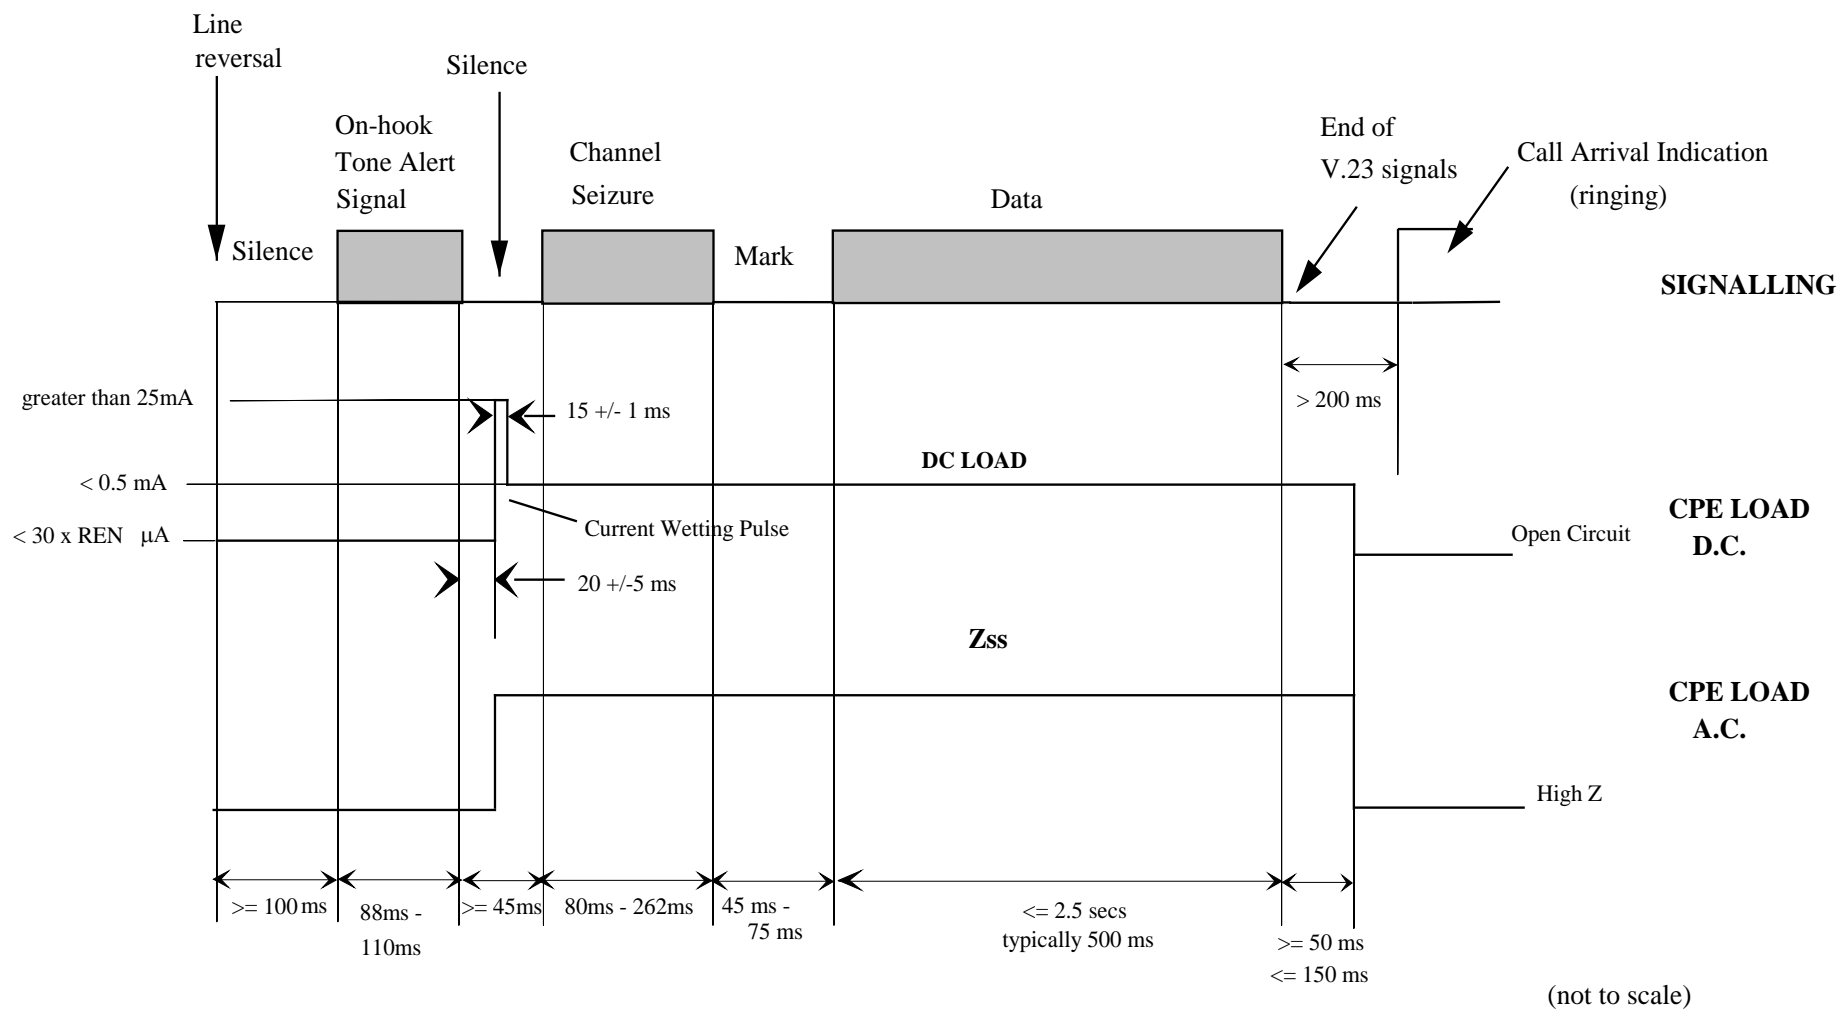 Line
reversal
Silence
On-hook
Tone Alert
Signal
Channel
Seizure
Data
End of
V.23 signals
Call Arrival Indication
(ringing)
Silence
Mark
SIGNALLING
greater than 25mA
15 +/- 1 ms
> 200 ms
< 0.5 mA
DC LOAD
CPE LOAD
D.C.
< 30 x REN µA
Current Wetting Pulse
Open Circuit
20 +/-5 ms
Zss
CPE LOAD
A.C.
High Z
>= 100 ms
88ms -
110ms
>= 45ms
80ms - 262ms
45 ms -
75 ms
<= 2.5 secs
typically 500 ms
>= 50 ms
<= 150 ms
(not to scale)